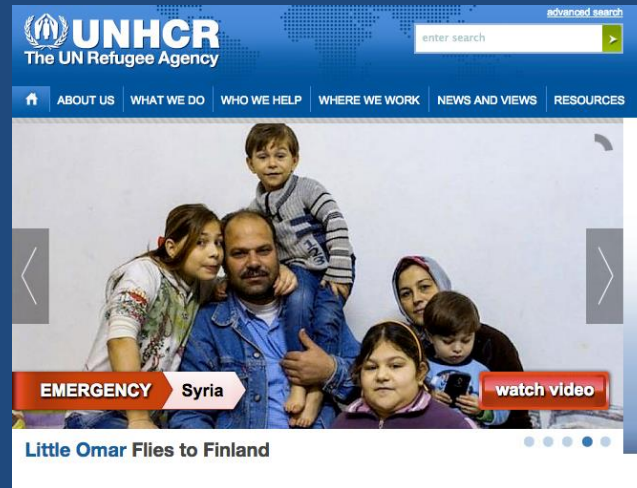 advanced search
UNHCR
The UN Refugee Agency
enter search
ABOUT US WHAT WE DO WHO WE HELP WHERE WE WORK NEWS AND VIEWS RESOURCES
EMERGENCY Syria
watch video
Little Omar Flies to Finland